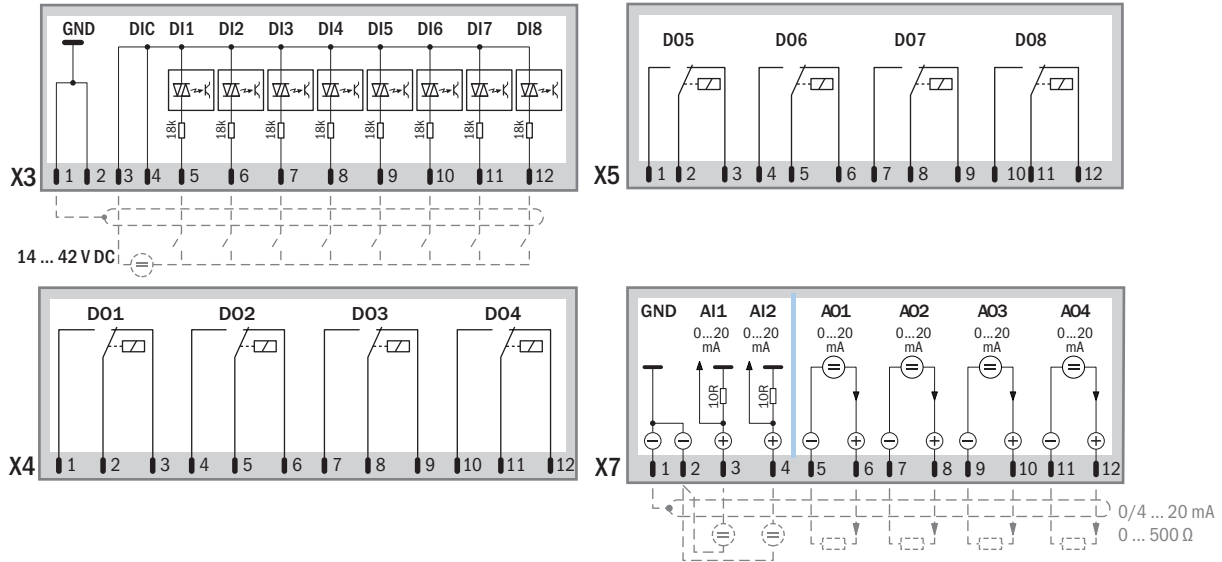 GND DIC DI1 DI2 DI3 DI4 DI5 DI6 DI7 DI8
18k 18k 18k 18k 18k 18k 18k 18k
X3 1 2 3 4 5 6 7 8 9 10 11 12
14 ... 42 V DC
DO5 DO6 DO7 DO8
X5 1 2 3 4 5 6 7 8 9 10 11 12
DO1 DO2 DO3 DO4
X4 1 2 3 4 5 6 7 8 9 10 11 12
GND AI1 AI2 AO1 AO2 AO3 AO4
0...20 0...20 0...20 0...20 0...20 0...20
mA mA mA mA mA mA
10R 10R
X7 1 2 3 4 5 6 7 8 9 10 11 12
0/4 ... 20 mA
0 ... 500 Ω